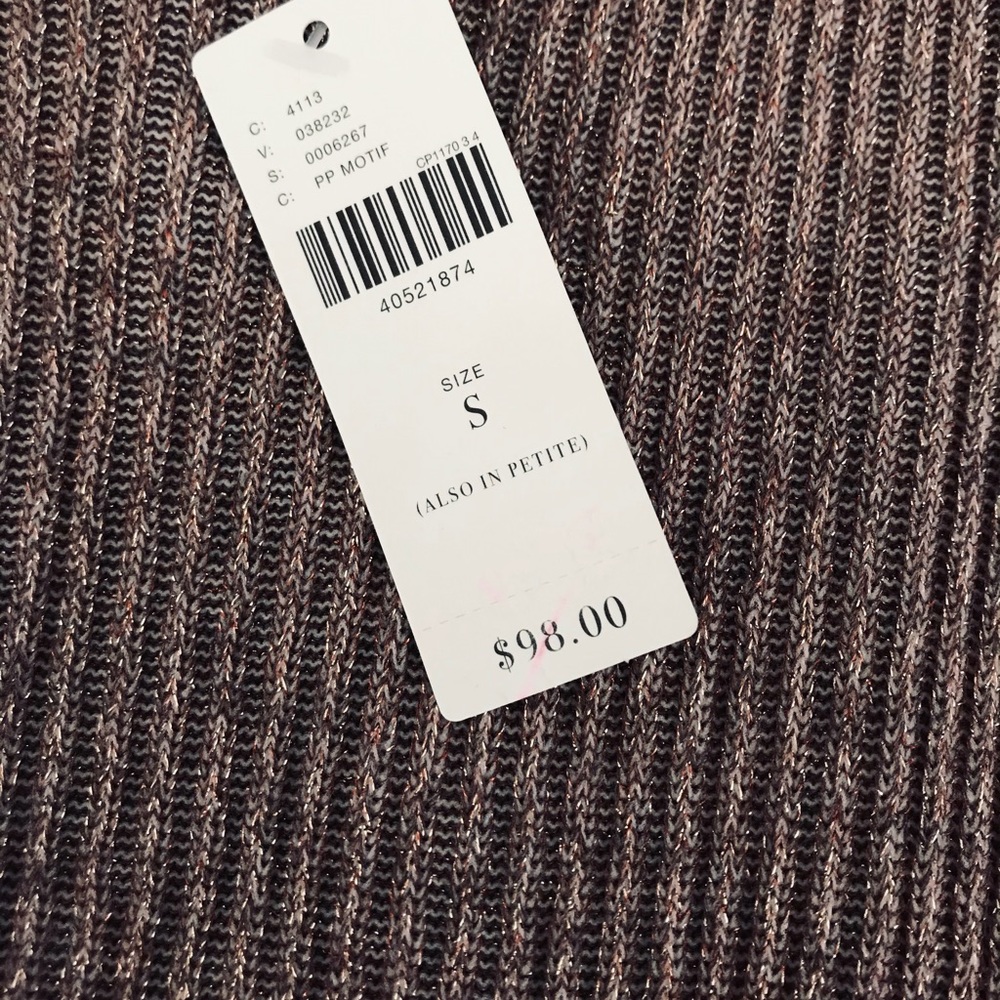 C: 4113
V: 038232
S: 0006267
C: PP MOTIF
CP1170 3 4
40521874
SIZE
S
(ALSO IN PETITE)
$98.00